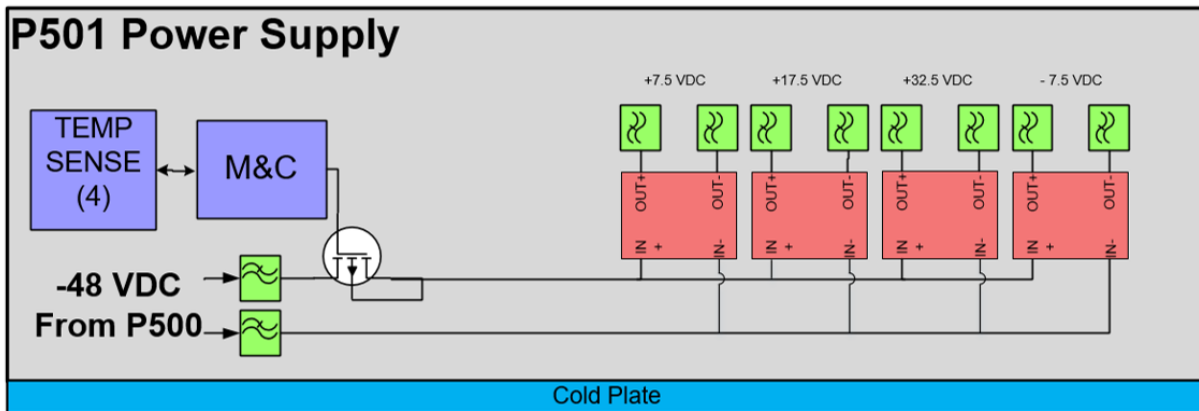 P501 Power Supply
+7.5 VDC
+17.5 VDC
+32.5 VDC
- 7.5 VDC
TEMP
SENSE
(4)
M&C
OUT+
OUT-
OUT+
OUT-
OUT+
OUT-
OUT+
OUT-
IN +
IN-
IN +
IN-
IN +
IN-
IN +
IN-
-48 VDC
From P500
Cold Plate